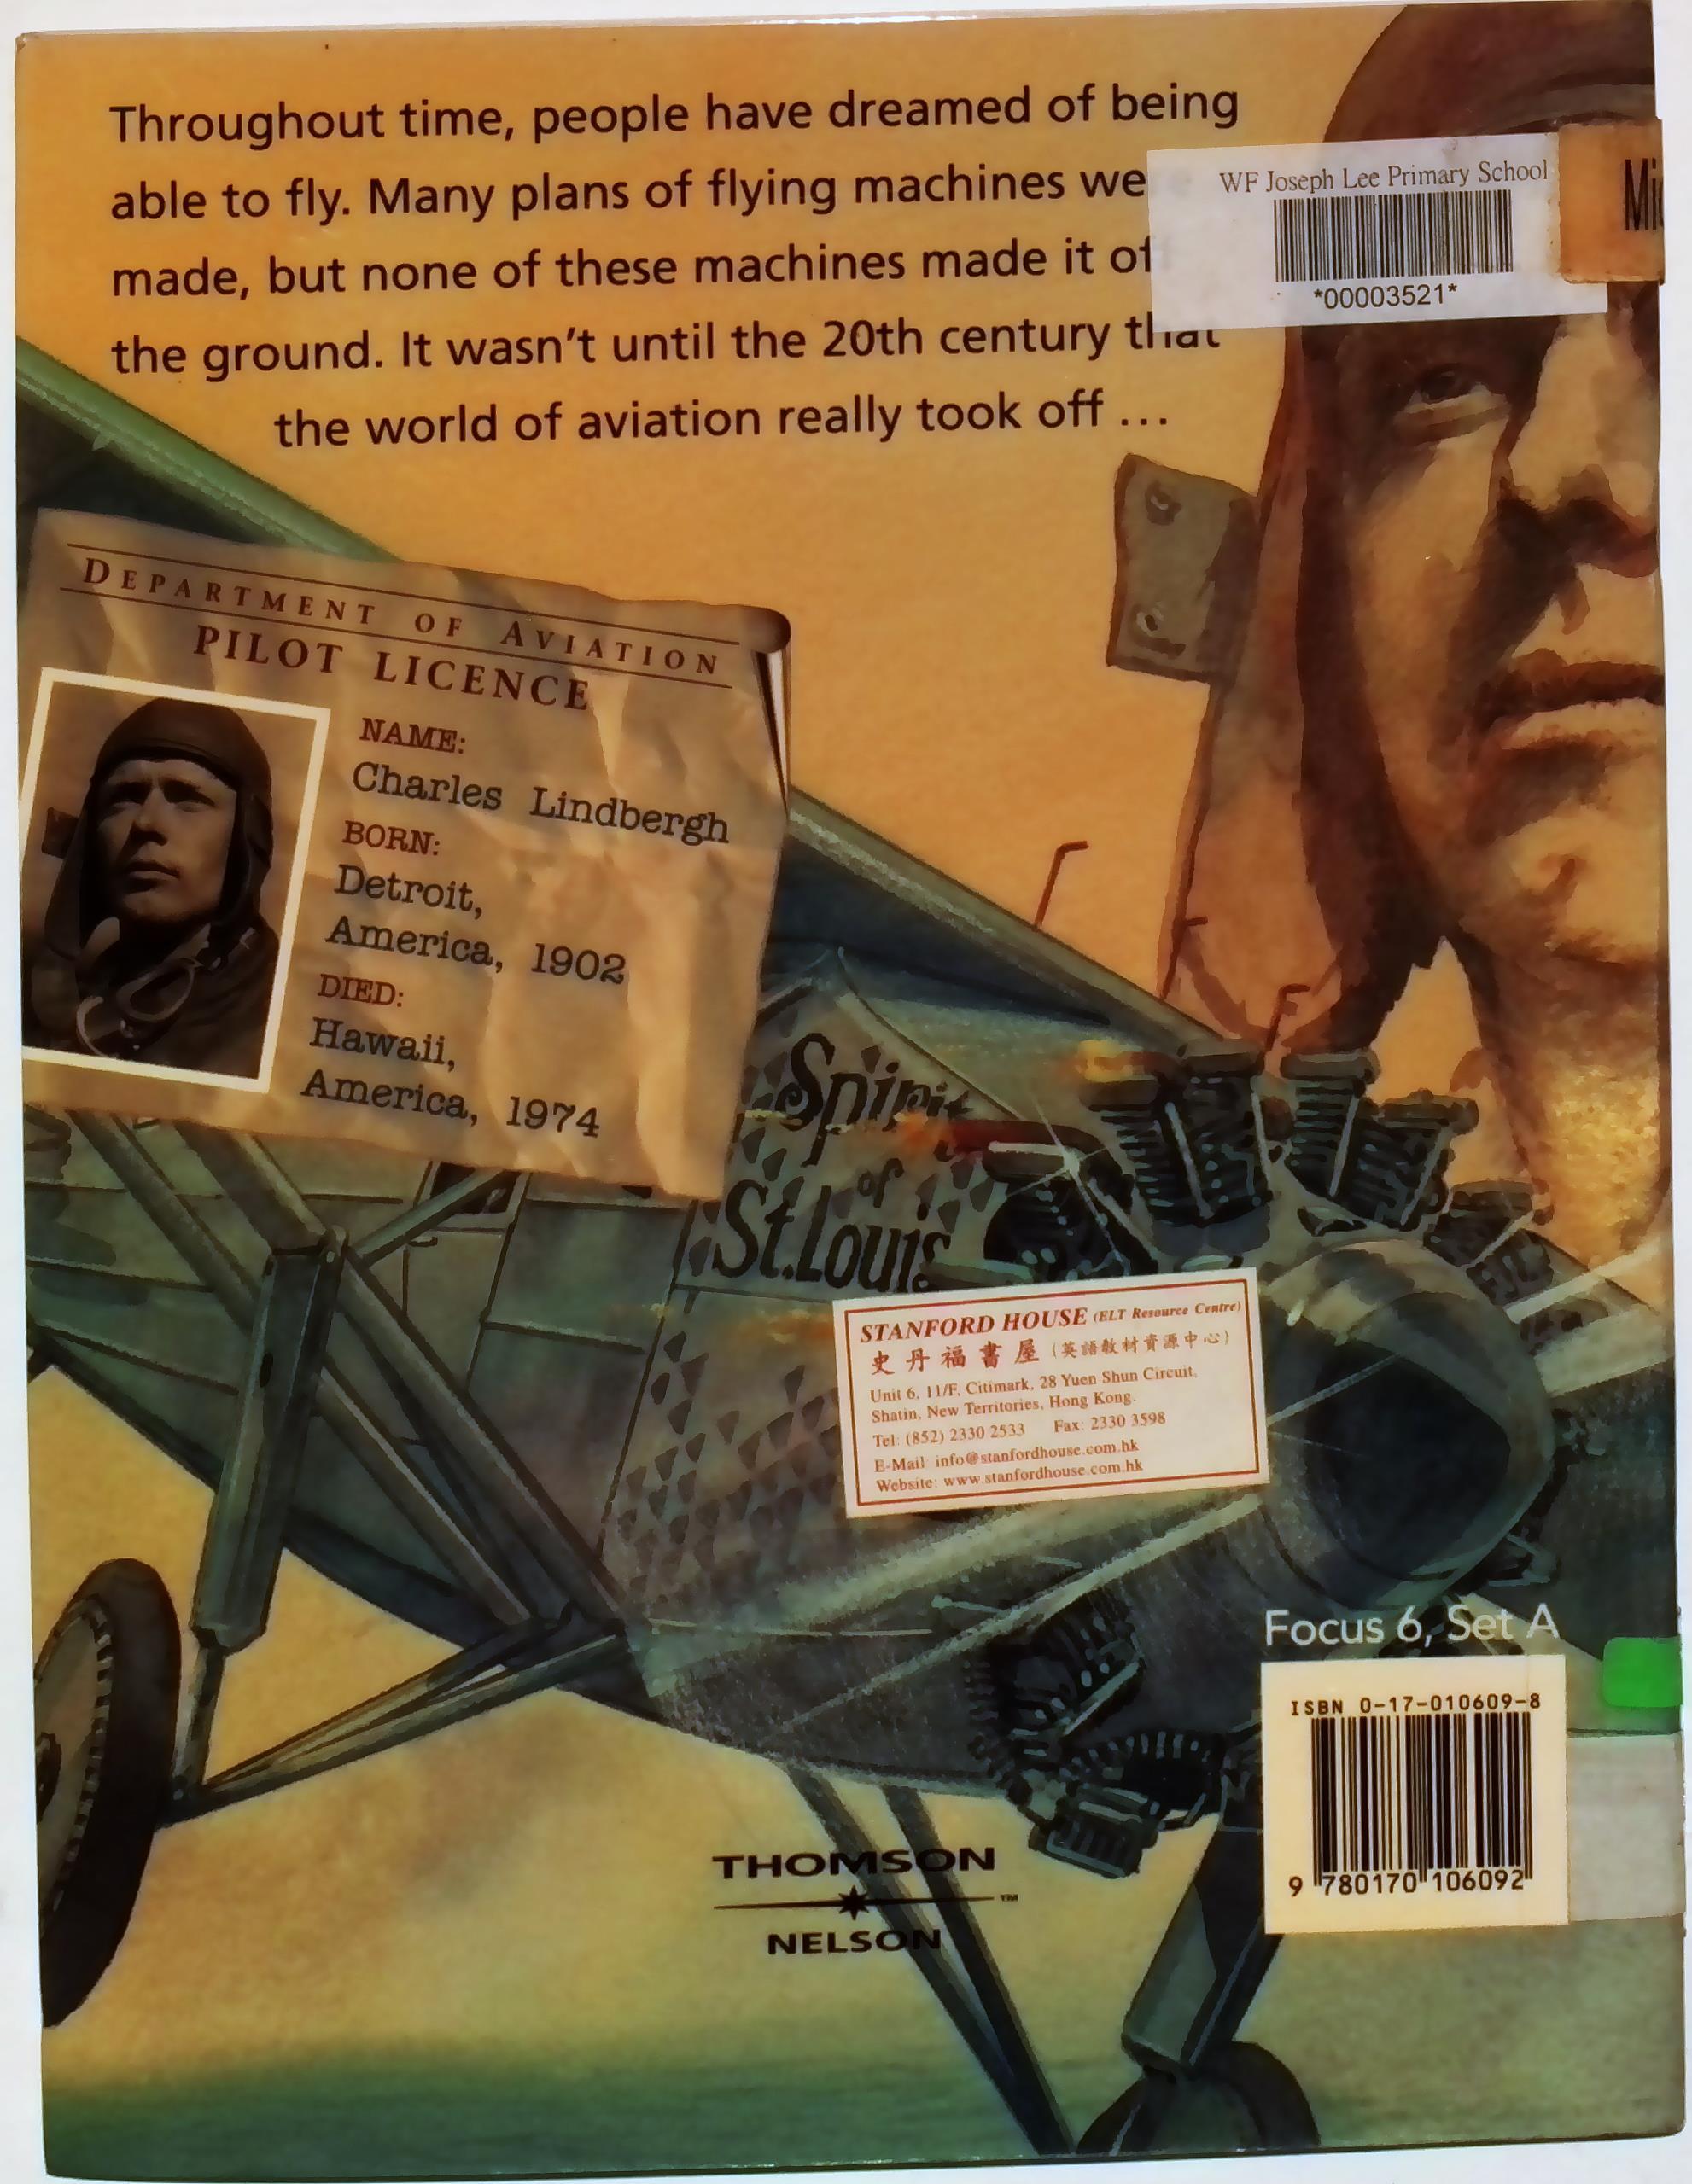 Throughout time, people have dreamed of being
able to fly. Many plans of flying machines we
made, but none of these machines made it of
the ground. It wasn't until the 20th century that
the world of aviation really took off ...
WF Joseph Lee Primary School
*00003521*
Mi
DEPARTMENT OF AVIATION
PILOT LICENCE
NAME:
Charles Lindbergh
BORN:
Detroit,
America, 1902
DIED:
Hawaii,
America, 1974
Spirit
of
St.Louis
STANFORD HOUSE (ELT Resource Centre)
史丹福書屋 (英語教材資源中心)
Unit 6, 11/F, Citimark, 28 Yuen Shun Circuit,
Shatin, New Territories, Hong Kong.
Tel: (852) 2330 2533 Fax: 2330 3598
E-Mail: info@stanfordhouse.com.hk
Website: www.stanfordhouse.com.hk
Focus 6, Set A
ISBN 0-17-010609-8
9 780170 106092
THOMSON
™
NELSON